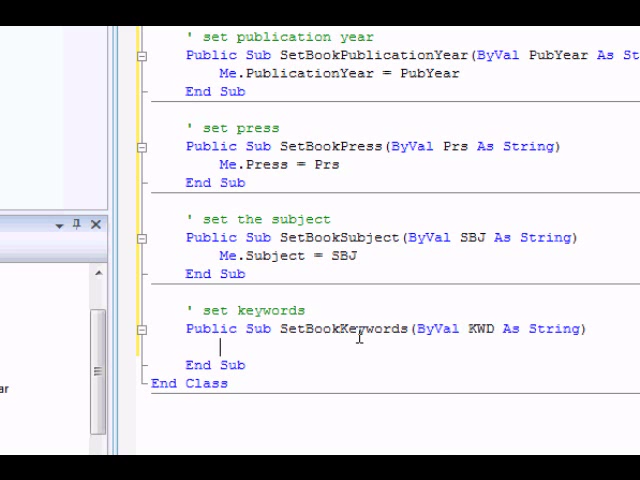 ' set publication year
Public Sub SetBookPublicationYear(ByVal PubYear As St
Me.PublicationYear = PubYear
End Sub
' set press
Public Sub SetBookPress(ByVal Prs As String)
Me.Press = Prs
End Sub
' set the subject
Public Sub SetBookSubject(ByVal SBJ As String)
Me.Subject = SBJ
End Sub
' set keywords
Public Sub SetBookKeywords(ByVal KWD As String)
End Sub
End Class
ar